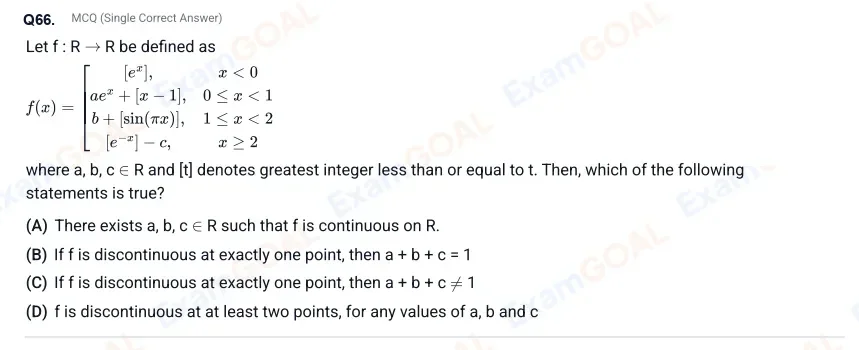 Q66. MCQ (Single Correct Answer)
Let f : R → R be defined as
[eˣ], x < 0
f(x) = aeˣ + [x − 1], 0 ≤ x < 1
b + [sin(πx)], 1 ≤ x < 2
[e⁻ˣ] − c, x ≥ 2
where a, b, c ∈ R and [t] denotes greatest integer less than or equal to t. Then, which of the following
statements is true?
(A) There exists a, b, c ∈ R such that f is continuous on R.
(B) If f is discontinuous at exactly one point, then a + b + c = 1
(C) If f is discontinuous at exactly one point, then a + b + c ≠ 1
(D) f is discontinuous at at least two points, for any values of a, b and c
ExamGOAL